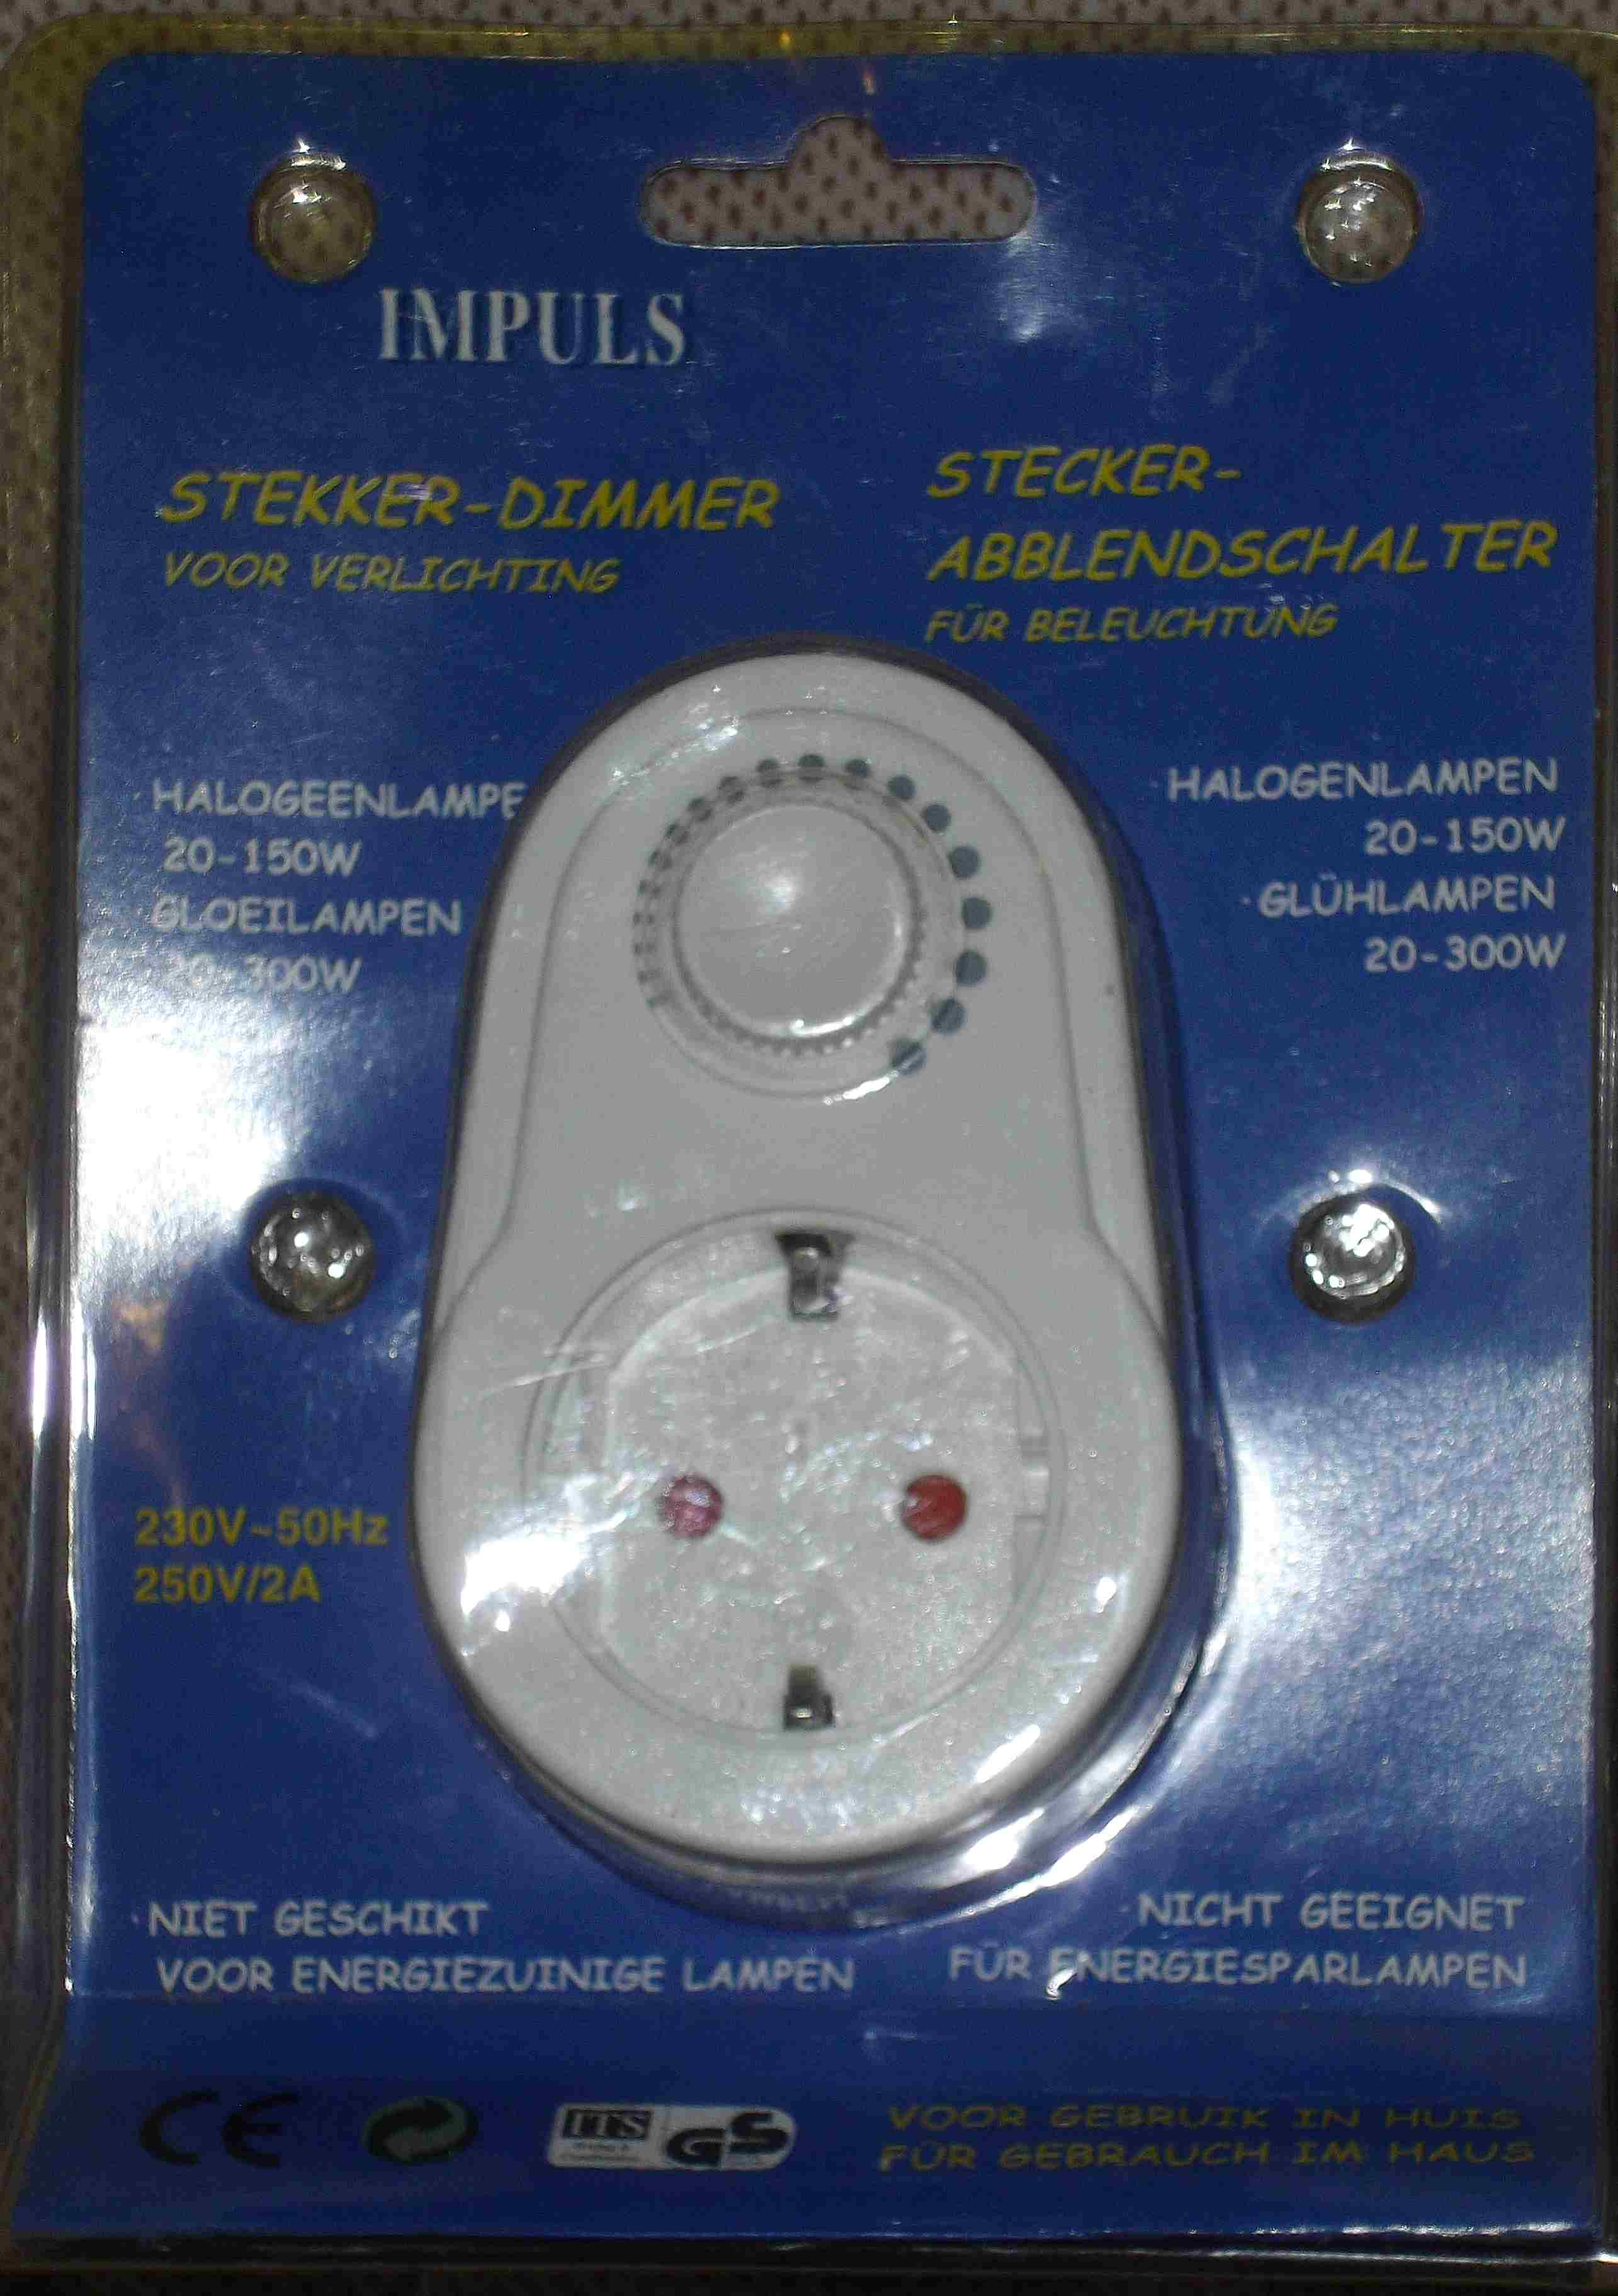 IMPULS
STEKKER-DIMMER
VOOR VERLICHTING
STECKER-
ABBLENDSCHALTER
FÜR BELEUCHTUNG
·HALOGEENLAMPE
20-150W
GLOEILAMPEN
20-300W
·HALOGENLAMPEN
20-150W
·GLÜHLAMPEN
20-300W
230V~50Hz
250V/2A
·NIET GESCHIKT
VOOR ENERGIEZUINIGE LAMPEN
·NICHT GEEIGNET
FÜR ENERGIESPARLAMPEN
CE
ITS
GS
VOOR GEBRUIK IN HUIS
FÜR GEBRAUCH IM HAUS